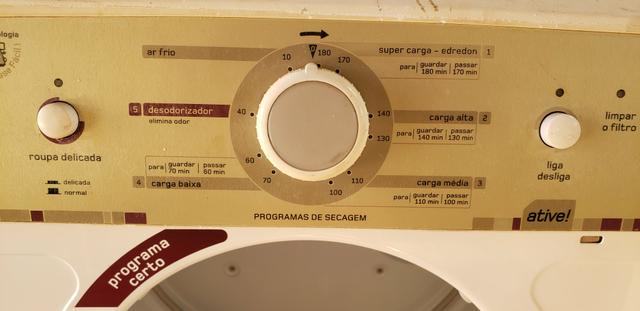 ologia
ar frio
super carga - edredon 1
para guardar passar
180 min 170 min
10 0 180 170
5 desodorizador
elimina odor
40
140
130
carga alta 2
para guardar passar
140 min 130 min
limpar
o filtro
liga
desliga
roupa delicada
delicada
normal
para guardar passar
70 min 60 min
4 carga baixa
60
70
110
100
carga média 3
para guardar passar
110 min 100 min
PROGRAMAS DE SECAGEM
ative!
programa
certo